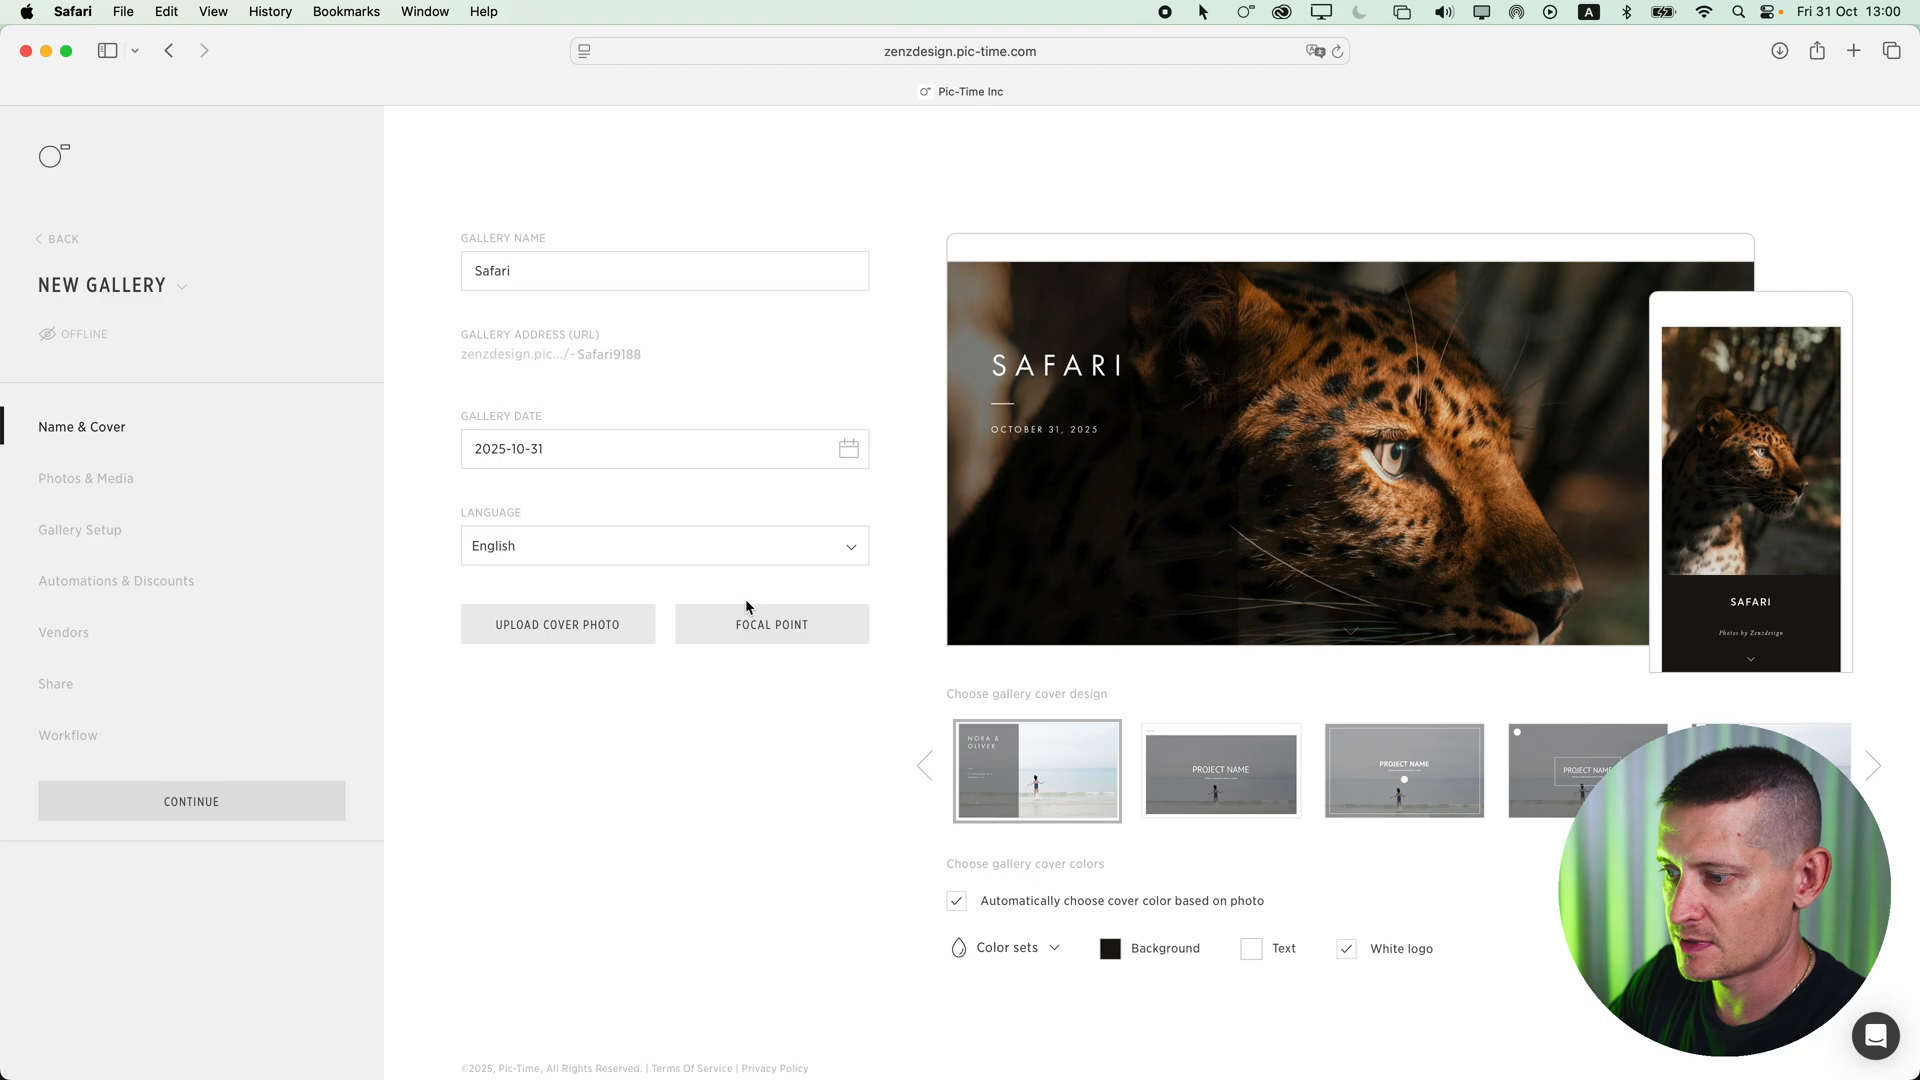 Safari File Edit View History Bookmarks Window Help
A
Fri 31 Oct 13:00
zenzdesign.pic-time.com
Pic-Time Inc
BACK
NEW GALLERY
OFFLINE
Name & Cover
Photos & Media
Gallery Setup
Automations & Discounts
Vendors
Share
Workflow
CONTINUE
GALLERY NAME
Safari
GALLERY ADDRESS (URL)
zenzdesign.pic.../-Safari9188
GALLERY DATE
2025-10-31
LANGUAGE
English
UPLOAD COVER PHOTO
FOCAL POINT
SAFARI
OCTOBER 31, 2025
SAFARI
Photos by Zenzdesign
Choose gallery cover design
NORA &
OLIVER
PROJECT NAME
PROJECT NAME
PROJECT NAME
Choose gallery cover colors
Automatically choose cover color based on photo
Color sets
Background
Text
White logo
©2025, Pic-Time, All Rights Reserved. | Terms Of Service | Privacy Policy